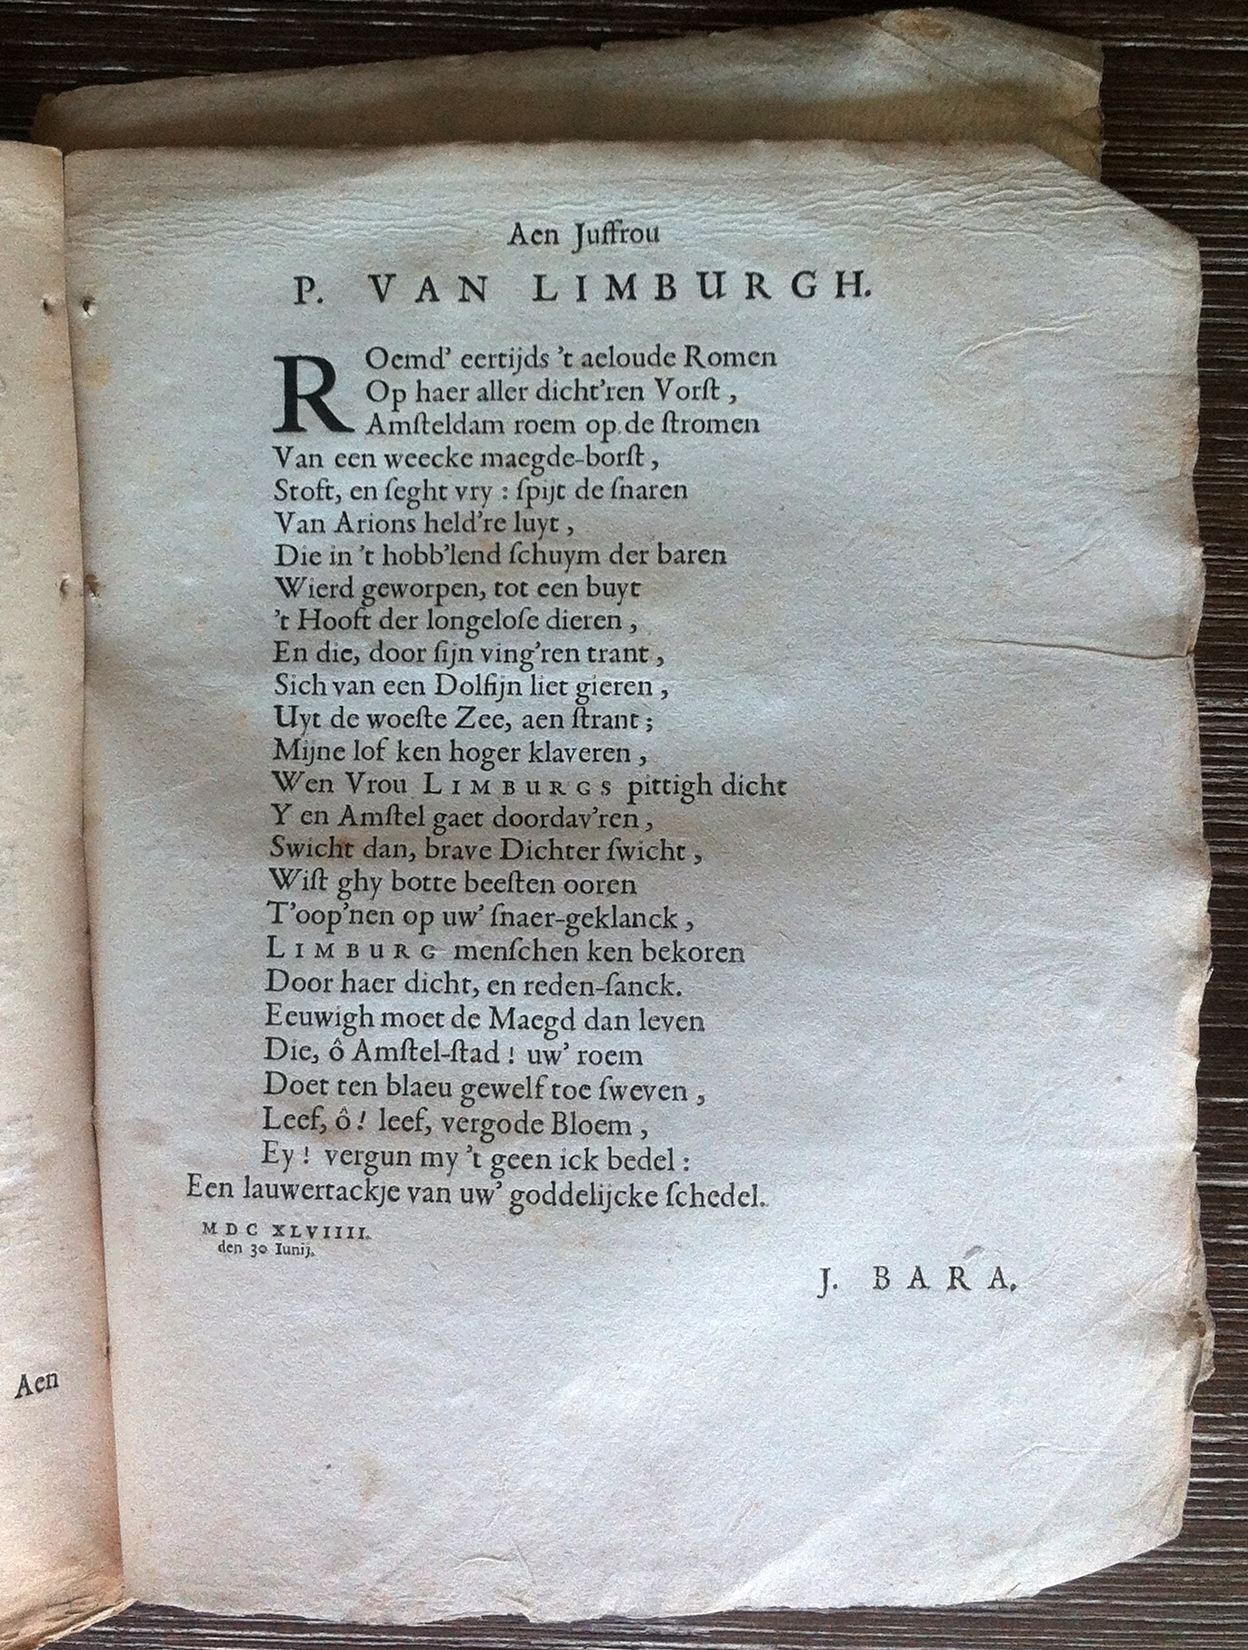 Aen Juffrou
P. VAN LIMBURGH.
ROemd' eertijds 't aeloude Romen
Op haer aller dicht'ren Vorſt,
Amſteldam roem op de ſtromen
Van een weecke maegde-borſt,
Stoft, en ſeght vry : ſpijt de ſnaren
Van Arions held're luyt,
Die in 't hobb'lend ſchuym der baren
Wierd geworpen, tot een buyt
't Hooft der longeloſe dieren,
En die, door ſijn ving'ren trant,
Sich van een Dolfijn liet gieren,
Uyt de woeſte Zee, aen ſtrant;
Mijne lof ken hoger klaveren,
Wen Vrou LIMBURGS pittigh dicht
Y en Amſtel gaet doordav'ren,
Swicht dan, brave Dichter ſwicht,
Wiſt ghy botte beeſten ooren
T'oop'nen op uw' ſnaer-geklanck,
LIMBURG menſchen ken bekoren
Door haer dicht, en reden-ſanck.
Eeuwigh moet de Maegd dan leven
Die, ô Amſtel-ſtad ! uw' roem
Doet ten blaeu gewelf toe ſweven,
Leef, ô! leef, vergode Bloem,
Ey ! vergun my 't geen ick bedel :
Een lauwertackje van uw' goddelijcke ſchedel.
MDC XLVIIII.
den 30 Iunij.
J. BARA.
Aen